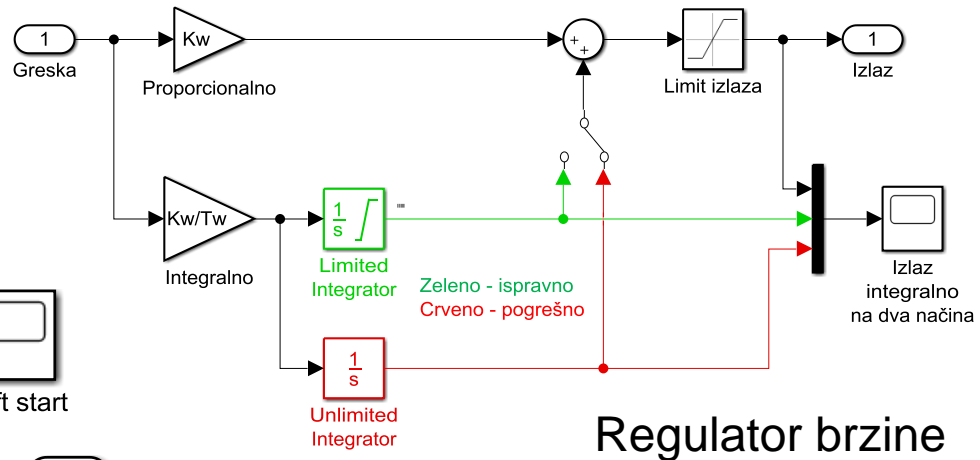 1
Greska
Kw
Proporcionalno
+
+
Limit izlaza
1
Izlaz
Kw/Tw
Integralno
1
s
Limited
Integrator
Zeleno - ispravno
Crveno - pogrešno
Izlaz
integralno
na dva načina
ft start
1
s
Unlimited
Integrator
Regulator brzine